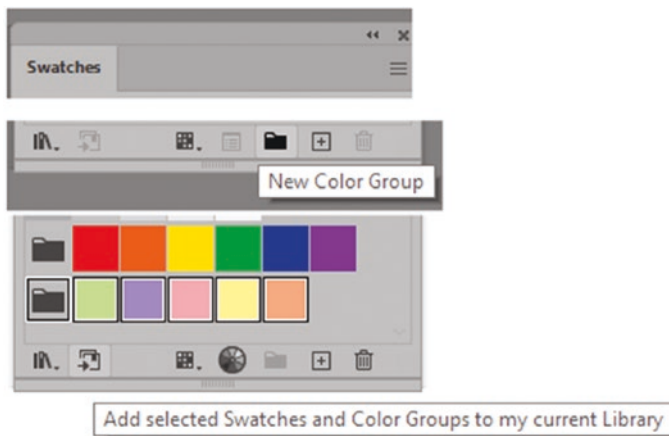 Swatches
New Color Group
Add selected Swatches and Color Groups to my current Library